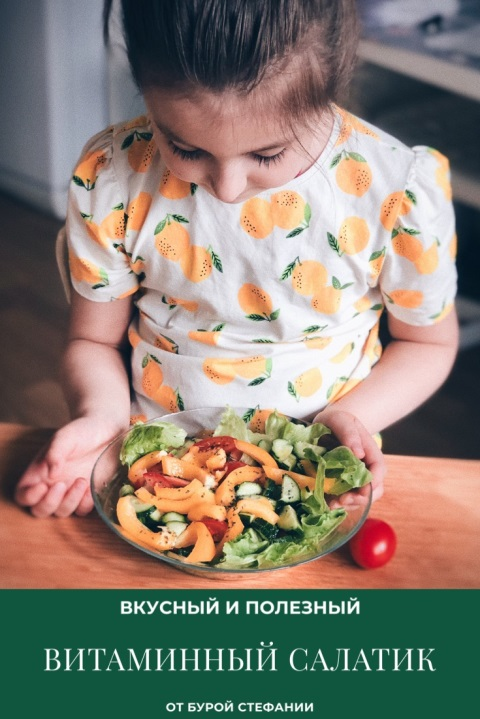 ВКУСНЫЙ И ПОЛЕЗНЫЙ
ВИТАМИННЫЙ САЛАТИК
ОТ БУРОЙ СТЕФАНИИ